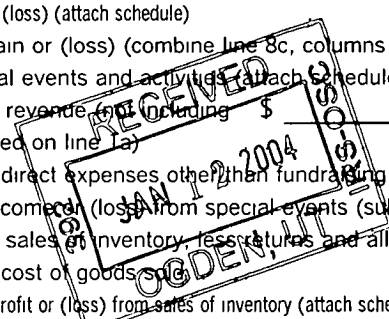 (loss) (attach schedule)
ain or (loss) (combine line 8c, columns
al events and activities (attach schedule
revenue (not including $
ed on line 1a)
direct expenses other than fundraising
come or (loss) from special events (su
sales of inventory, less returns and all
cost of goods sold
rofit or (loss) from sales of inventory (attach sche
RECEIVED
JAN 12 2004
OGDEN, UT
IRS-OSC